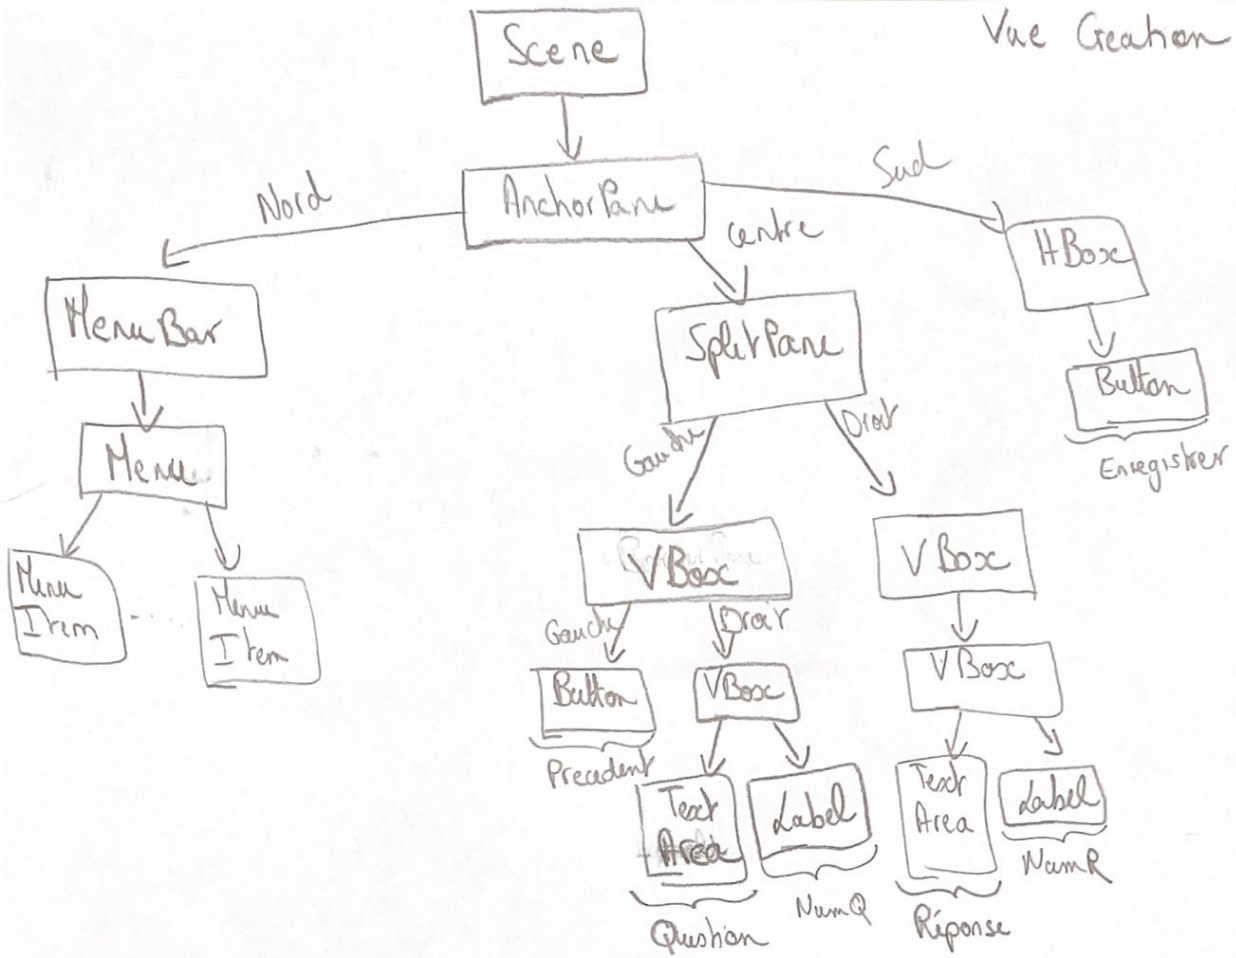 Scene
Vue Creation
AnchorPane
Nord
Sud
centre
HBox
MenuBar
SplitPane
Button
Enregistrer
Menu
Gauche
Droit
Menu
Item
....
Menu
Item
VBox
VBox
Gauche
Droit
Button
Precedent
VBox
VBox
Text
Area
Question
Label
NumQ
Text
Area
Réponse
Label
NumR